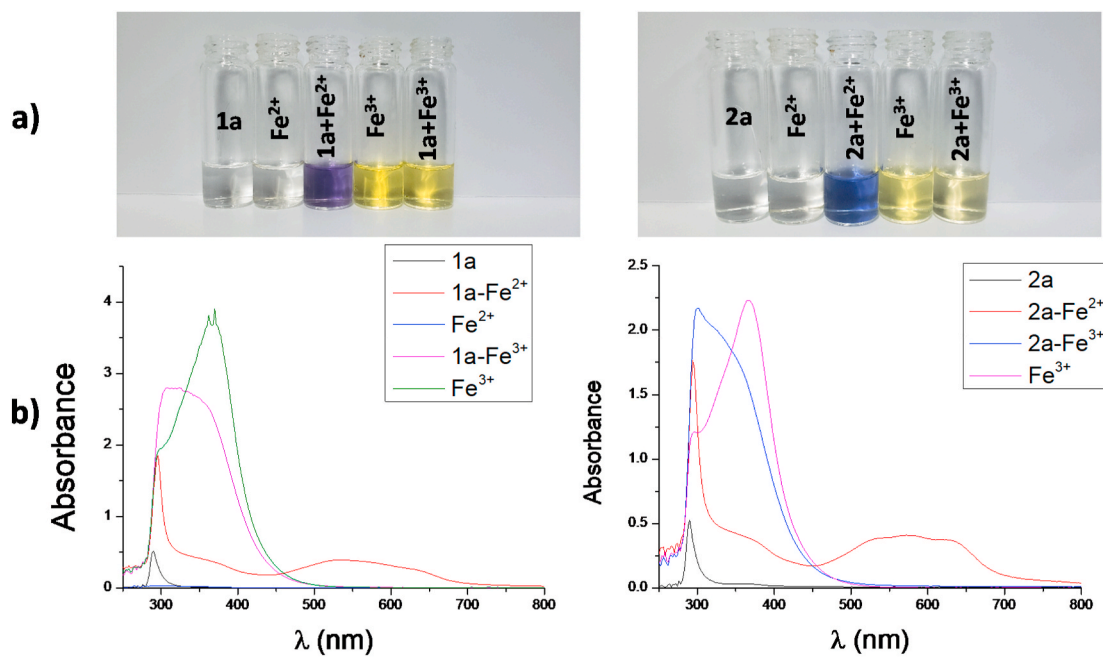 a)
1a
Fe²⁺
1a+Fe²⁺
Fe³⁺
1a+Fe³⁺
2a
Fe²⁺
2a+Fe²⁺
Fe³⁺
2a+Fe³⁺
b)
Absorbance
4
3
2
1
0
300 400 500 600 700 800
λ (nm)
1a
1a-Fe²⁺
Fe²⁺
1a-Fe³⁺
Fe³⁺
Absorbance
2.5
2.0
1.5
1.0
0.5
0.0
300 400 500 600 700 800
λ (nm)
2a
2a-Fe²⁺
2a-Fe³⁺
Fe³⁺